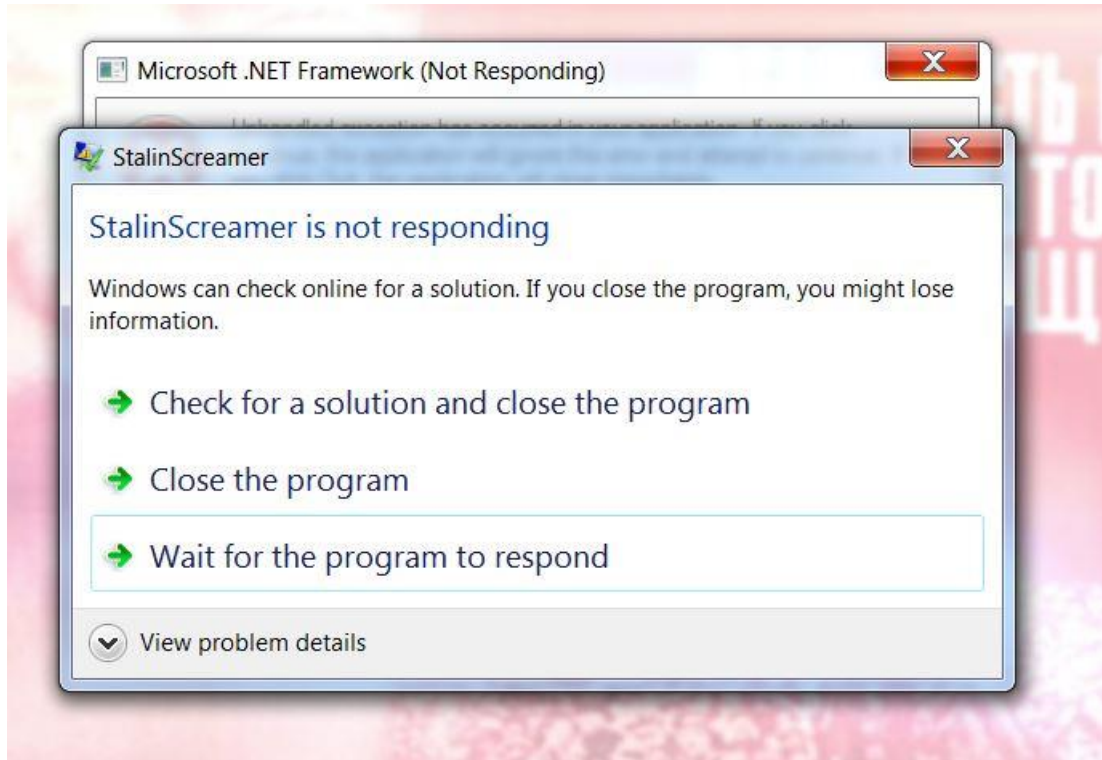 Microsoft .NET Framework (Not Responding)
StalinScreamer
StalinScreamer is not responding
Windows can check online for a solution. If you close the program, you might lose
information.
Check for a solution and close the program
Close the program
Wait for the program to respond
View problem details